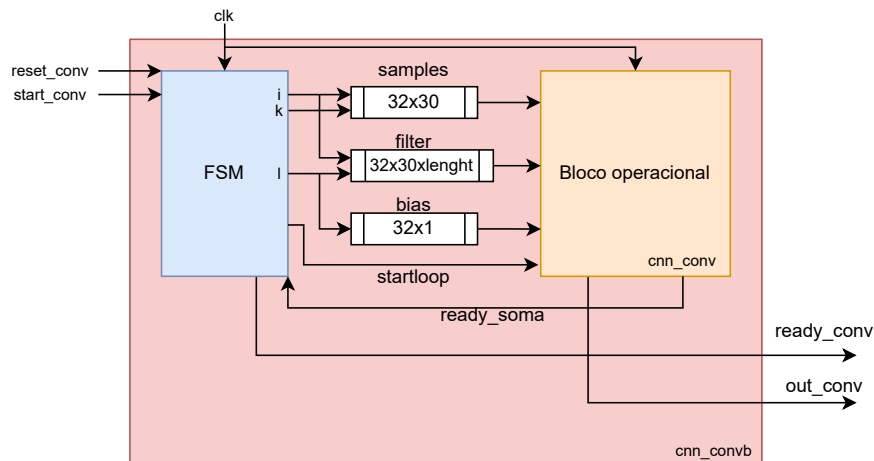 clk
reset_conv
start_conv
samples
i
k
32x30
filter
32x30xlenght
FSM
l
Bloco operacional
bias
32x1
cnn_conv
startloop
ready_soma
ready_conv
out_conv
cnn_convb